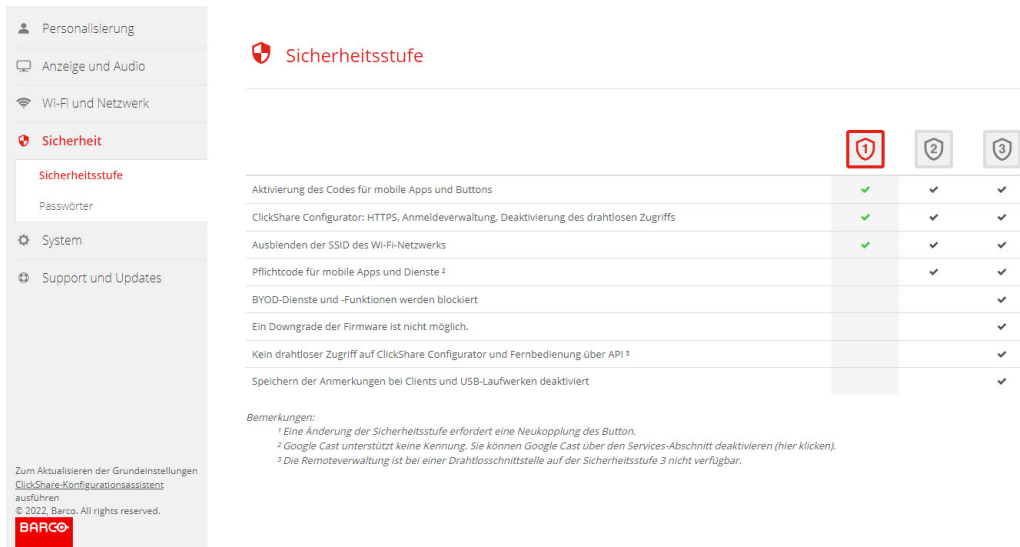 Personalisierung
Anzeige und Audio
Wi-Fi und Netzwerk
Sicherheit
Sicherheitsstufe
Passwörter
System
Support und Updates
Zum Aktualisieren der Grundeinstellungen
ClickShare-Konfigurationsassistent
ausführen
© 2022, Barco. All rights reserved.
BARCO
Sicherheitsstufe
1 2 3
Aktivierung des Codes für mobile Apps und Buttons
ClickShare Configurator: HTTPS, Anmeldeverwaltung, Deaktivierung des drahtlosen Zugriffs
Ausblenden der SSID des Wi-Fi-Netzwerks
Pflichtcode für mobile Apps und Dienste ²
BYOD-Dienste und -Funktionen werden blockiert
Ein Downgrade der Firmware ist nicht möglich.
Kein drahtloser Zugriff auf ClickShare Configurator und Fernbedienung über API ³
Speichern der Anmerkungen bei Clients und USB-Laufwerken deaktiviert
Bemerkungen:
¹ Eine Änderung der Sicherheitsstufe erfordert eine Neukopplung des Button.
² Google Cast unterstützt keine Kennung. Sie können Google Cast über den Services-Abschnitt deaktivieren (hier klicken).
³ Die Remoteverwaltung ist bei einer Drahtlosschnittstelle auf der Sicherheitsstufe 3 nicht verfügbar.